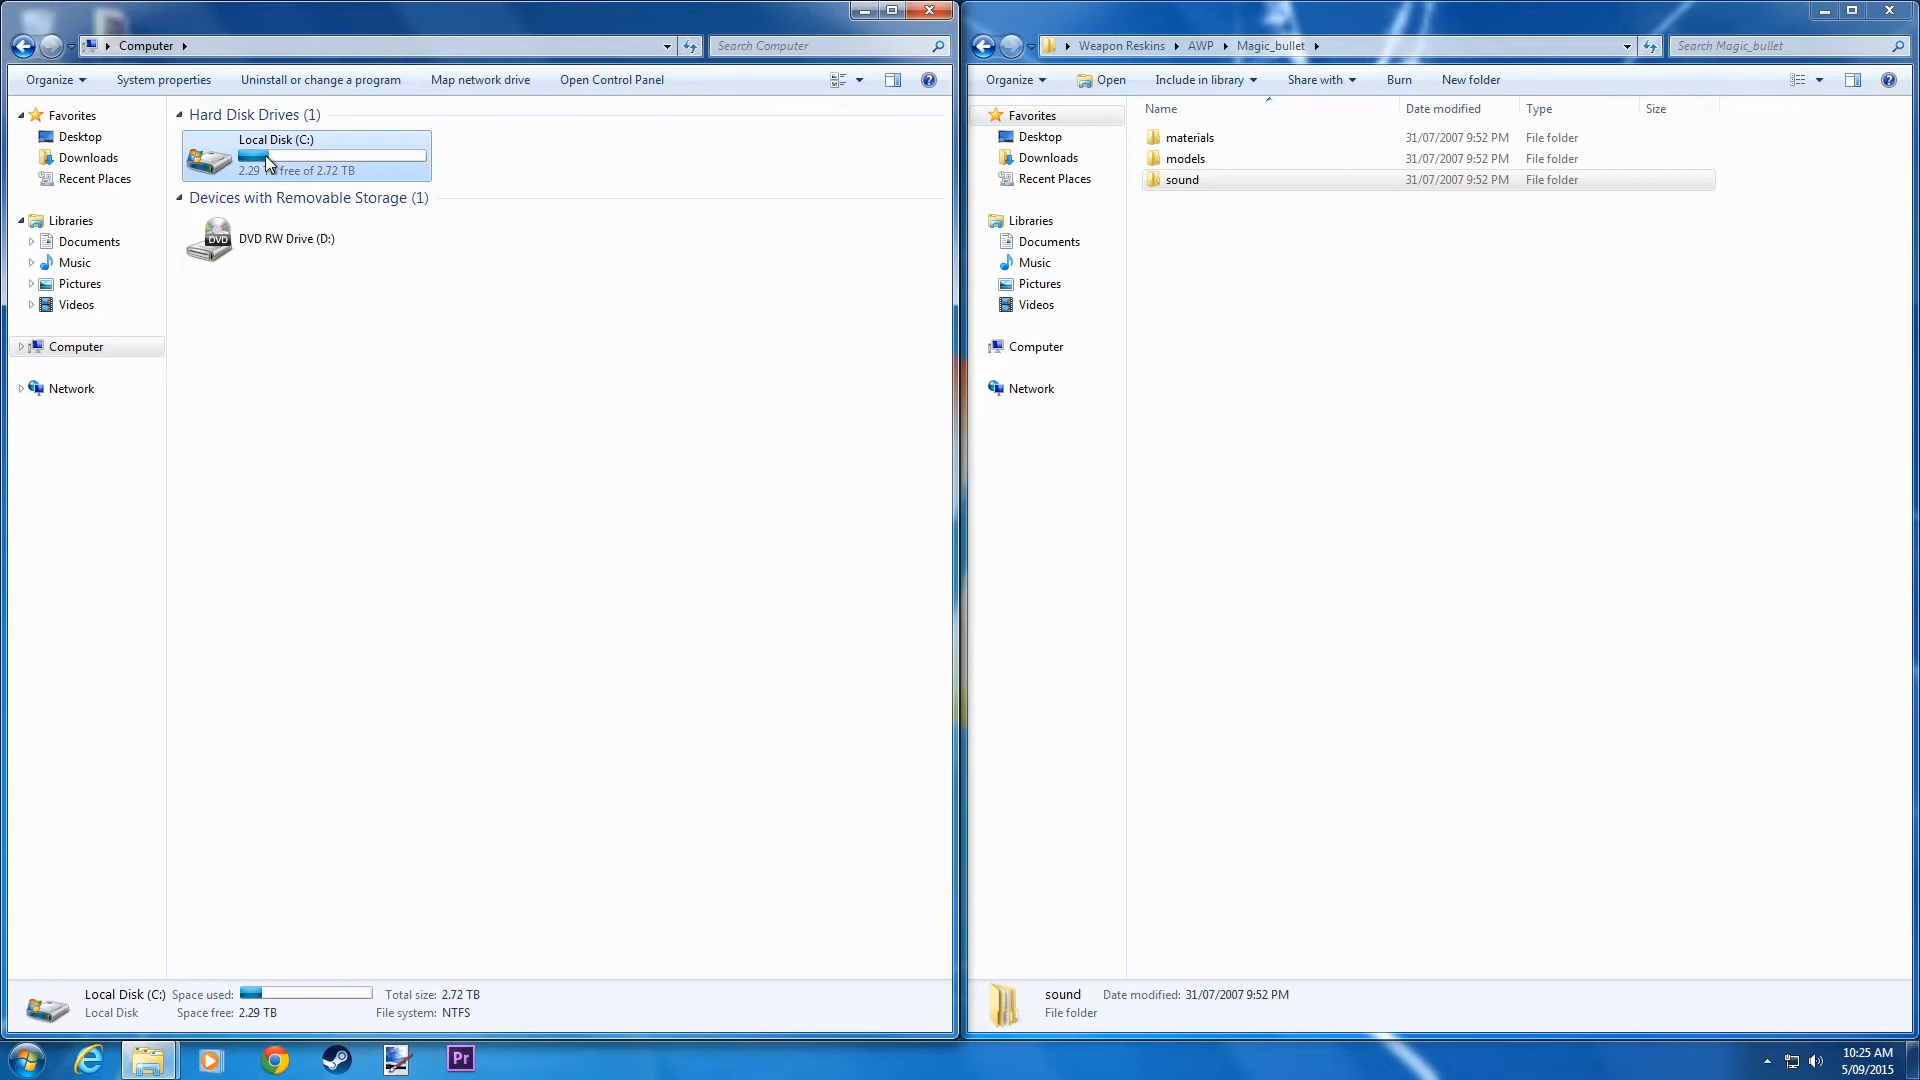 Computer
Search Computer
Organize
System properties
Uninstall or change a program
Map network drive
Open Control Panel
Favorites
Desktop
Downloads
Recent Places
Libraries
Documents
Music
Pictures
Videos
Computer
Network
Hard Disk Drives (1)
Local Disk (C:)
2.29 free of 2.72 TB
Devices with Removable Storage (1)
DVD
DVD RW Drive (D:)
Local Disk (C:) Space used: Total size: 2.72 TB
Local Disk Space free: 2.29 TB File system: NTFS
Weapon Reskins AWP Magic_bullet
Search Magic_bullet
Organize
Open
Include in library
Share with
Burn
New folder
Favorites
Desktop
Downloads
Recent Places
Libraries
Documents
Music
Pictures
Videos
Computer
Network
Name Date modified Type Size
materials 31/07/2007 9:52 PM File folder
models 31/07/2007 9:52 PM File folder
sound 31/07/2007 9:52 PM File folder
sound Date modified: 31/07/2007 9:52 PM
File folder
Pr
10:25 AM
5/09/2015